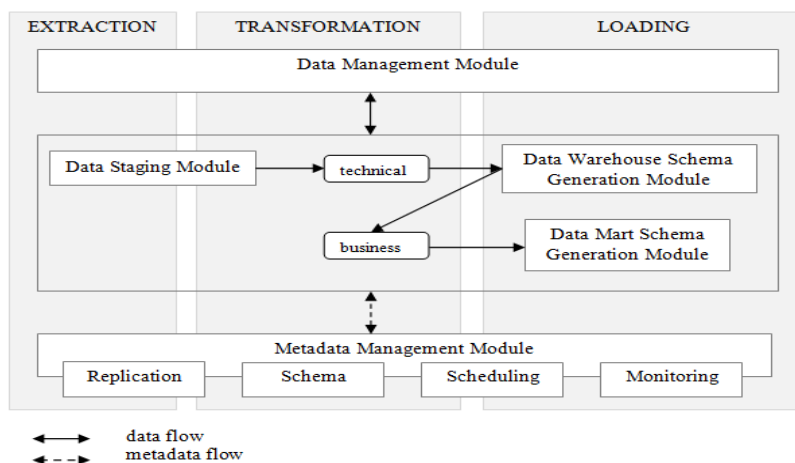 EXTRACTION
TRANSFORMATION
LOADING
Data Management Module
Data Staging Module
technical
Data Warehouse Schema
Generation Module
business
Data Mart Schema
Generation Module
Metadata Management Module
Replication
Schema
Scheduling
Monitoring
data flow
metadata flow